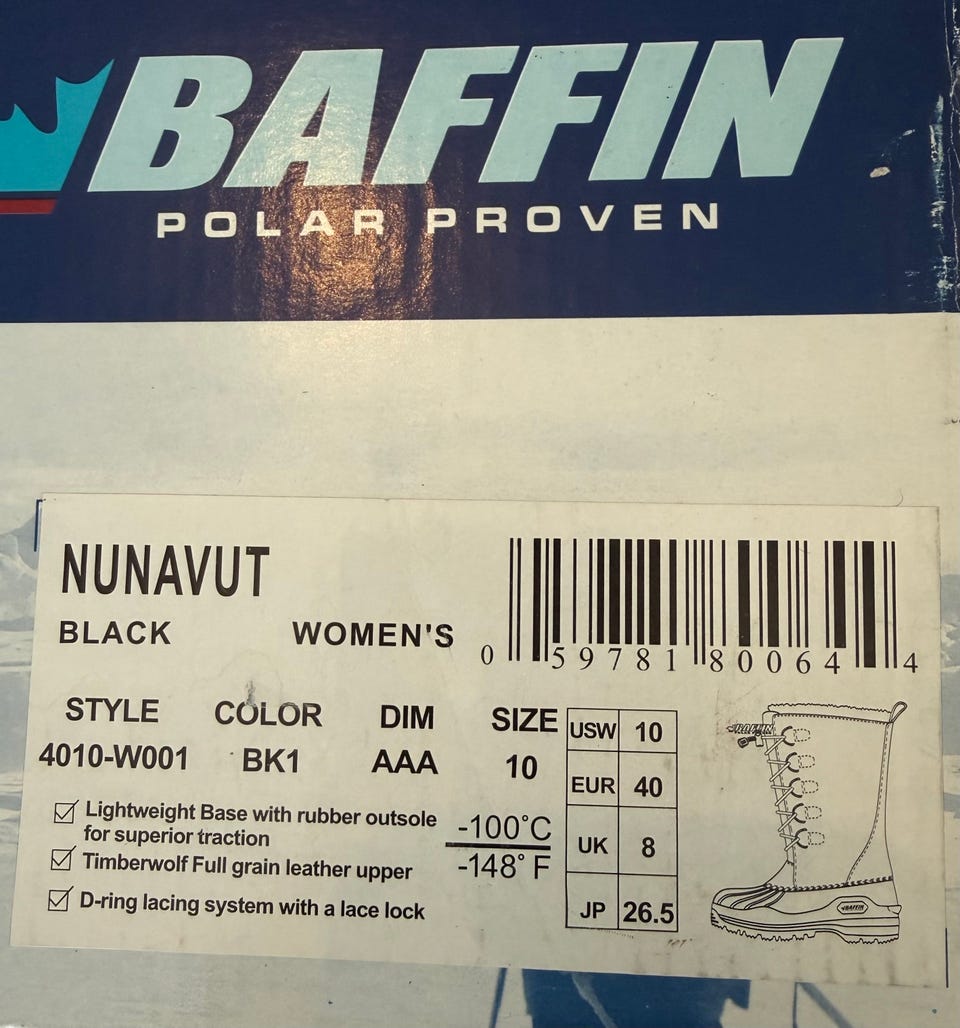 BAFFIN
POLAR PROVEN
NUNAVUT
BLACK WOMEN'S
0 59781 80064 4
STYLE COLOR DIM SIZE
4010-W001 BK1 AAA 10
USW 10
EUR 40
UK 8
JP 26.5
Lightweight Base with rubber outsole
for superior traction
Timberwolf Full grain leather upper
D-ring lacing system with a lace lock
-100°C
-148° F
BAFFIN
BAFFIN